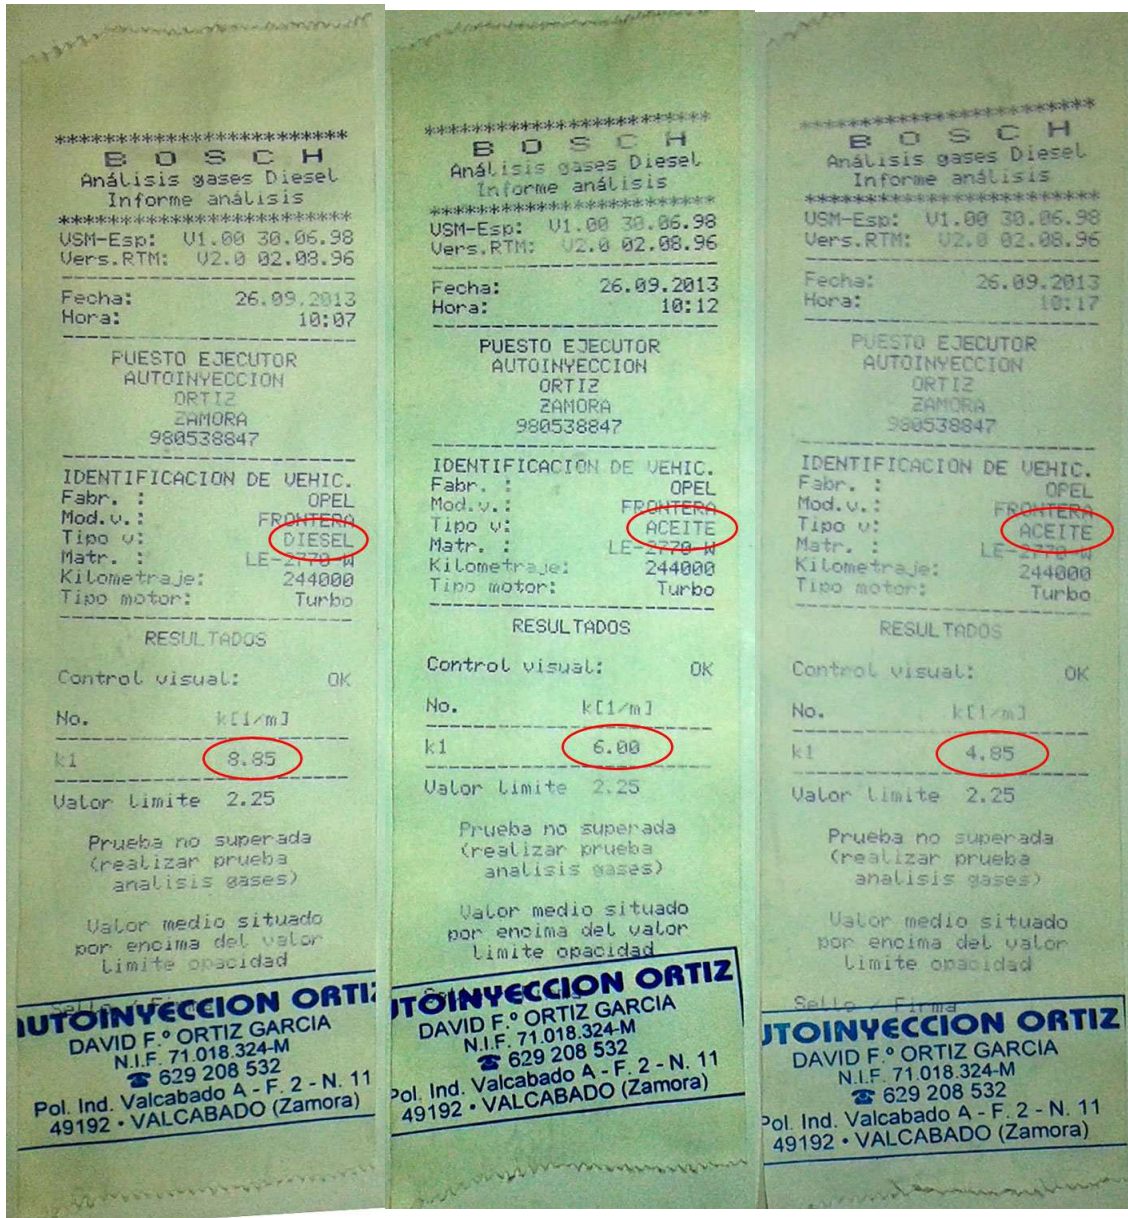 ************************
BOSCH
Análisis gases Diesel
Informe análisis
************************
VSM-Esp: V1.00 30.06.98
Vers.RTM: V2.0 02.08.96
Fecha: 26.09.2013
Hora: 10:07
PUESTO EJECUTOR
AUTOINYECCION
ORTIZ
ZAMORA
980538847
IDENTIFICACION DE VEHIC.
Fabr. : OPEL
Mod.v.: FRONTERA
Tipo v: DIESEL
Matr. : LE-2770-W
Kilometraje: 244000
Tipo motor: Turbo
RESULTADOS
Control visual: OK
No. k[1/m]
k1 8.85
Valor limite 2.25
Prueba no superada
(realizar prueba
analisis gases)
Valor medio situado
por encima del valor
limite opacidad
Sello / Firma
AUTOINYECCION ORTIZ
DAVID F.º ORTIZ GARCIA
N.I.F. 71.018.324-M
☎ 629 208 532
Pol. Ind. Valcabado A - F. 2 - N. 11
49192 • VALCABADO (Zamora)
************************
BOSCH
Análisis gases Diesel
Informe análisis
************************
VSM-Esp: V1.00 30.06.98
Vers.RTM: V2.0 02.08.96
Fecha: 26.09.2013
Hora: 10:12
PUESTO EJECUTOR
AUTOINYECCION
ORTIZ
ZAMORA
980538847
IDENTIFICACION DE VEHIC.
Fabr. : OPEL
Mod.v.: FRONTERA
Tipo v: ACEITE
Matr. : LE-2770-W
Kilometraje: 244000
Tipo motor: Turbo
RESULTADOS
Control visual: OK
No. k[1/m]
k1 6.00
Valor limite 2.25
Prueba no superada
(realizar prueba
analisis gases)
Valor medio situado
por encima del valor
limite opacidad
UTOINYECCION ORTIZ
DAVID F.º ORTIZ GARCIA
N.I.F. 71.018.324-M
☎ 629 208 532
Pol. Ind. Valcabado A - F. 2 - N. 11
49192 • VALCABADO (Zamora)
************************
BOSCH
Análisis gases Diesel
Informe análisis
************************
VSM-Esp: V1.00 30.06.98
Vers.RTM: V2.0 02.08.96
Fecha: 26.09.2013
Hora: 10:17
PUESTO EJECUTOR
AUTOINYECCION
ORTIZ
ZAMORA
980538847
IDENTIFICACION DE VEHIC.
Fabr. : OPEL
Mod.v.: FRONTERA
Tipo v: ACEITE
Matr. : LE-2770-W
Kilometraje: 244000
Tipo motor: Turbo
RESULTADOS
Control visual: OK
No. k[1/m]
k1 4.85
Valor limite 2.25
Prueba no superada
(realizar prueba
analisis gases)
Valor medio situado
por encima del valor
limite opacidad
Sello / Firma
UTOINYECCION ORTIZ
DAVID F.º ORTIZ GARCIA
N.I.F. 71.018.324-M
☎ 629 208 532
Pol. Ind. Valcabado A - F. 2 - N. 11
49192 • VALCABADO (Zamora)